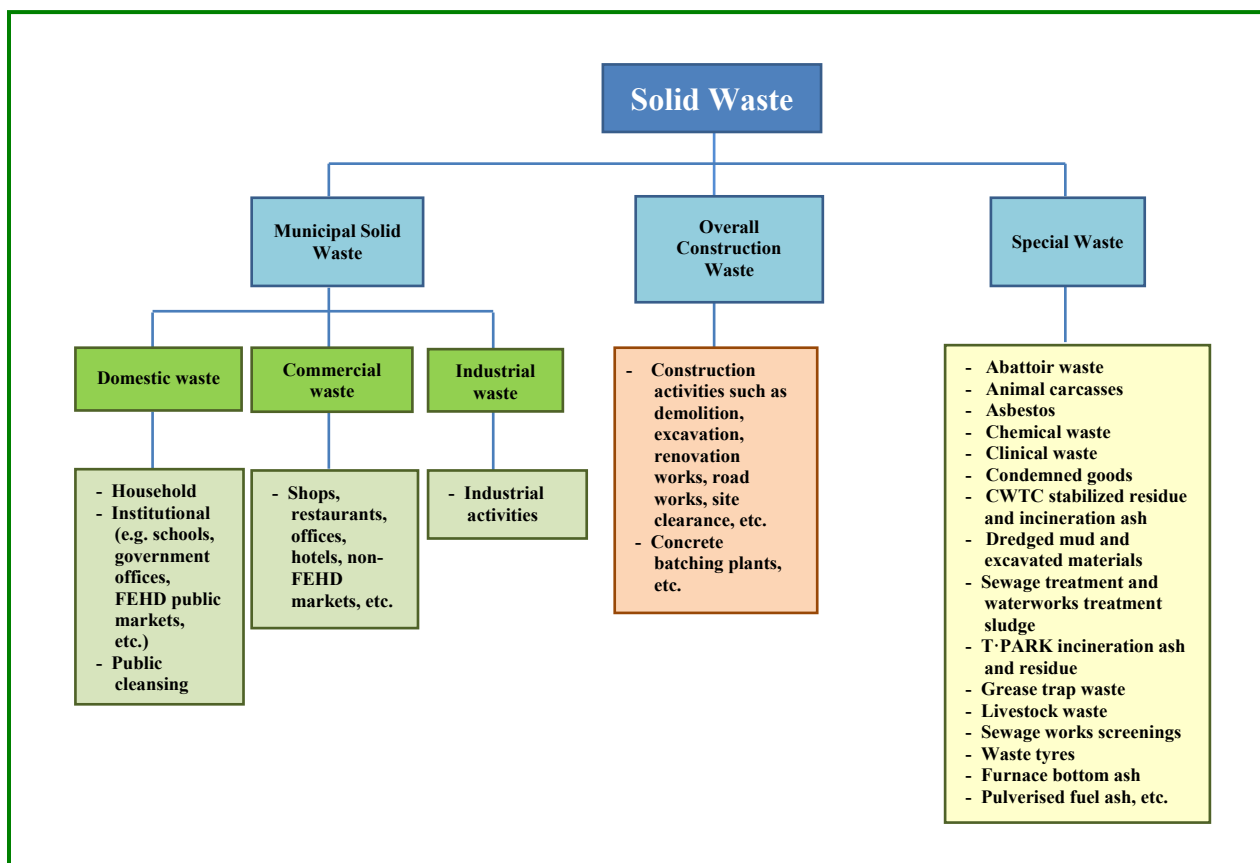 Solid Waste
Municipal Solid
Waste
Overall
Construction
Waste
Special Waste
Domestic waste
Commercial
waste
Industrial
waste
- Household
- Institutional
(e.g. schools,
government
offices,
FEHD public
markets,
etc.)
- Public
cleansing
- Shops,
restaurants,
offices,
hotels, non-
FEHD
markets, etc.
- Industrial
activities
- Construction
activities such as
demolition,
excavation,
renovation
works, road
works, site
clearance, etc.
- Concrete
batching plants,
etc.
- Abattoir waste
- Animal carcasses
- Asbestos
- Chemical waste
- Clinical waste
- Condemned goods
- CWTC stabilized residue
and incineration ash
- Dredged mud and
excavated materials
- Sewage treatment and
waterworks treatment
sludge
- T·PARK incineration ash
and residue
- Grease trap waste
- Livestock waste
- Sewage works screenings
- Waste tyres
- Furnace bottom ash
- Pulverised fuel ash, etc.